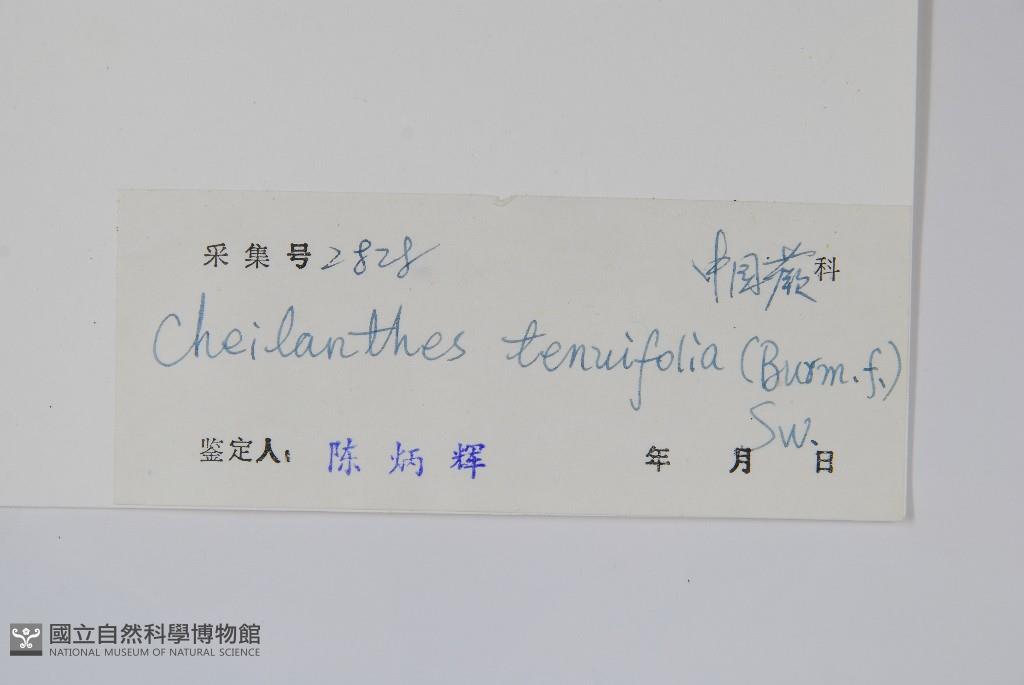 采集号 2828 中国蕨科
Cheilanthes tenuifolia (Burm.f.)
Sw.
鉴定人: 陈炳辉 年 月 日
國立自然科學博物館
NATIONAL MUSEUM OF NATURAL SCIENCE